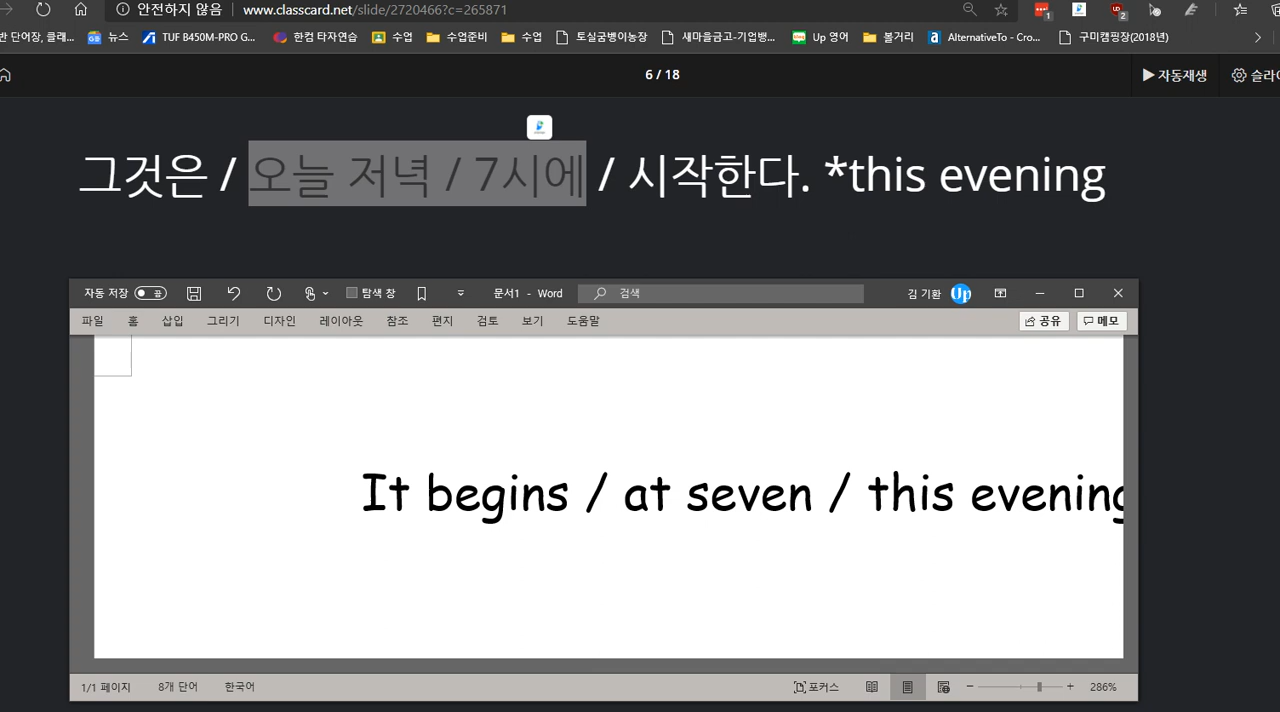 안전하지 않음 www.classcard.net/slide/2720466?c=265871
반 단어장, 클래... 뉴스 TUF B450M-PRO G... 한컴 타자연습 수업 수업준비 수업 토실굼벵이농장 새마을금고-기업뱅... Up 영어 볼거리 AlternativeTo - Cro... 구미캠핑장(2018년)
6 / 18 자동재생 슬라이
그것은 / 오늘 저녁 / 7시에 / 시작한다. *this evening
자동 저장 끔 탐색 창 문서1 - Word 검색 김 기환 Up
파일 홈 삽입 그리기 디자인 레이아웃 참조 편지 검토 보기 도움말 공유 메모
It begins / at seven / this evening
1/1 페이지 8개 단어 한국어 포커스 286%